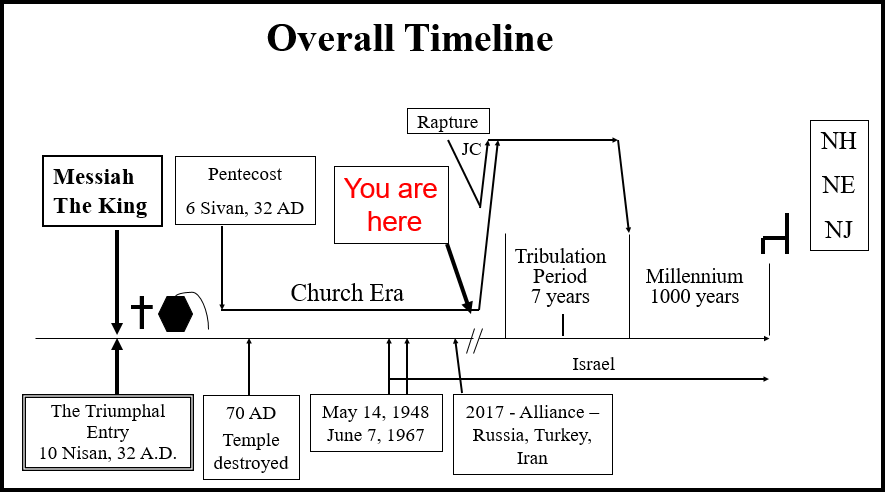 Overall Timeline
Rapture
JC
NH
NE
NJ
Messiah
The King
Pentecost
6 Sivan, 32 AD
You are
here
Church Era
Tribulation
Period
7 years
Millennium
1000 years
Israel
The Triumphal
Entry
10 Nisan, 32 A.D.
70 AD
Temple
destroyed
May 14, 1948
June 7, 1967
2017 - Alliance –
Russia, Turkey,
Iran